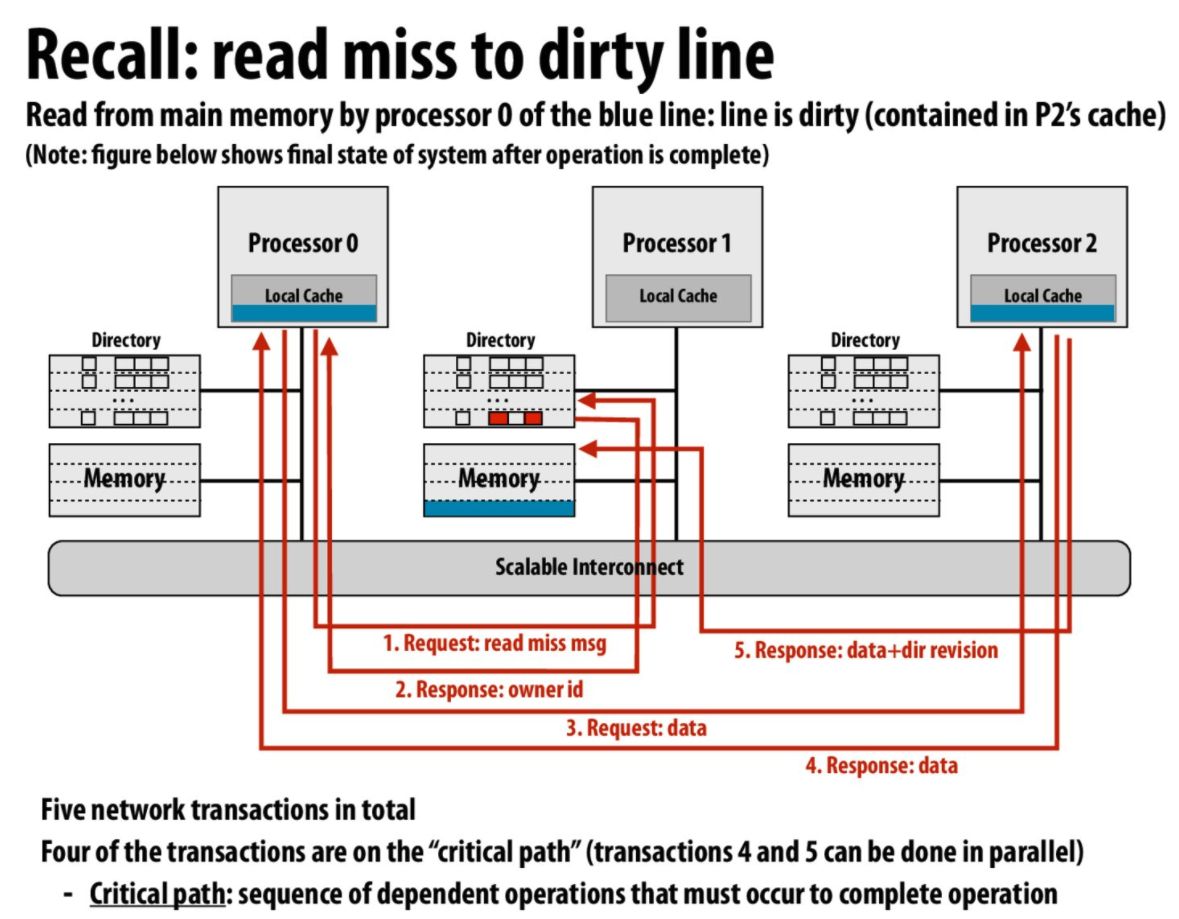 Recall: read miss to dirty line
Read from main memory by processor 0 of the blue line: line is dirty (contained in P2's cache)
(Note: figure below shows final state of system after operation is complete)
Processor 0
Local Cache
Processor 1
Local Cache
Processor 2
Local Cache
Directory
Directory
Directory
...
...
...
Memory
Memory
Memory
Scalable Interconnect
1. Request: read miss msg
5. Response: data+dir revision
2. Response: owner id
3. Request: data
4. Response: data
Five network transactions in total
Four of the transactions are on the “critical path” (transactions 4 and 5 can be done in parallel)
- Critical path: sequence of dependent operations that must occur to complete operation